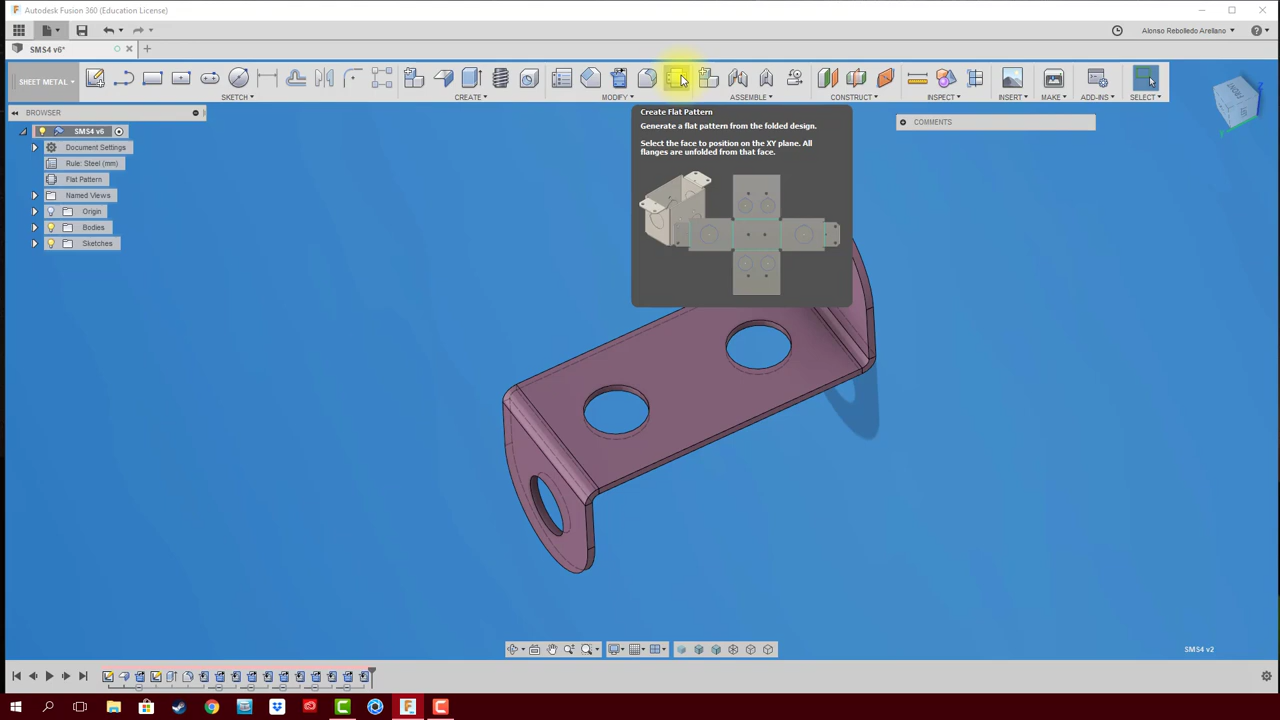 Autodesk Fusion 360 (Education License)
Alonso Rebolledo Arellano
SMS4 v6*
SHEET METAL
SKETCH
CREATE
MODIFY
ASSEMBLE
CONSTRUCT
INSPECT
INSERT
MAKE
ADD-INS
SELECT
BROWSER
SMS4 v6
Document Settings
Rule: Steel (mm)
Flat Pattern
Named Views
Origin
Bodies
Sketches
Create Flat Pattern
Generate a flat pattern from the folded design.
Select the face to position on the XY plane. All
flanges are unfolded from that face.
COMMENTS
SMS4 v2